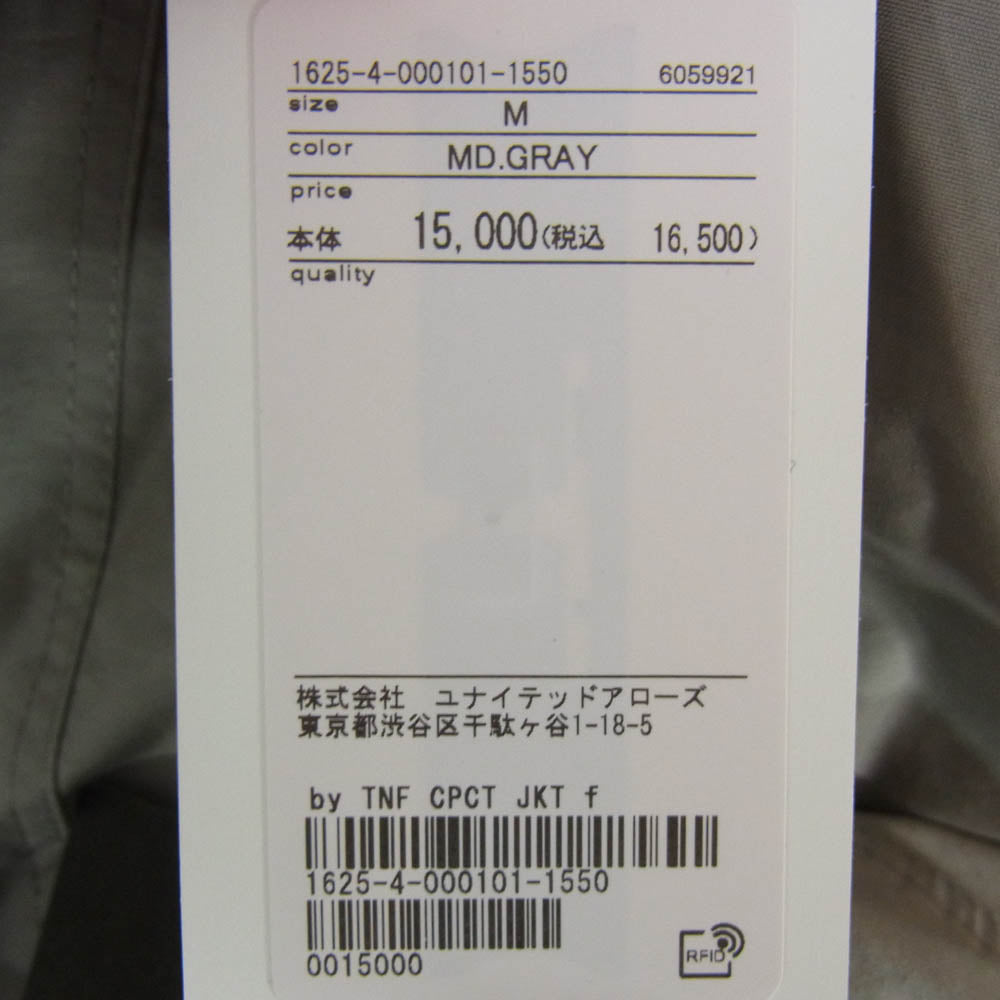 1625-4-000101-1550 6059921
size M
color MD.GRAY
price
本体 15,000(税込 16,500)
quality
株式会社 ユナイテッドアローズ
東京都渋谷区千駄ヶ谷1-18-5
by TNF CPCT JKT f
1625-4-000101-1550
0015000
RFID